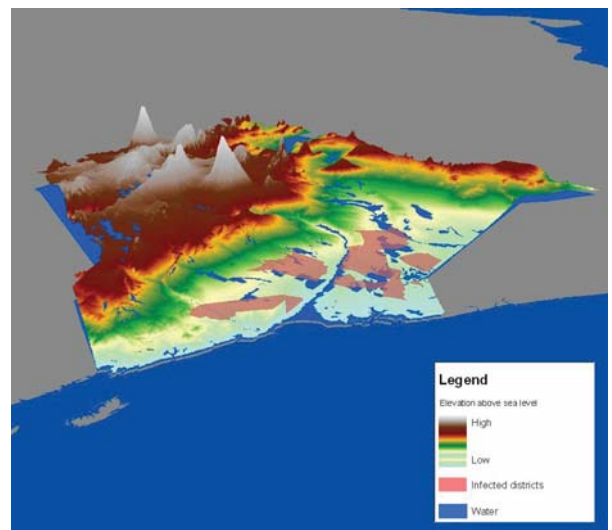 Legend
Elevation above sea level
High
Low
Infected districts
Water